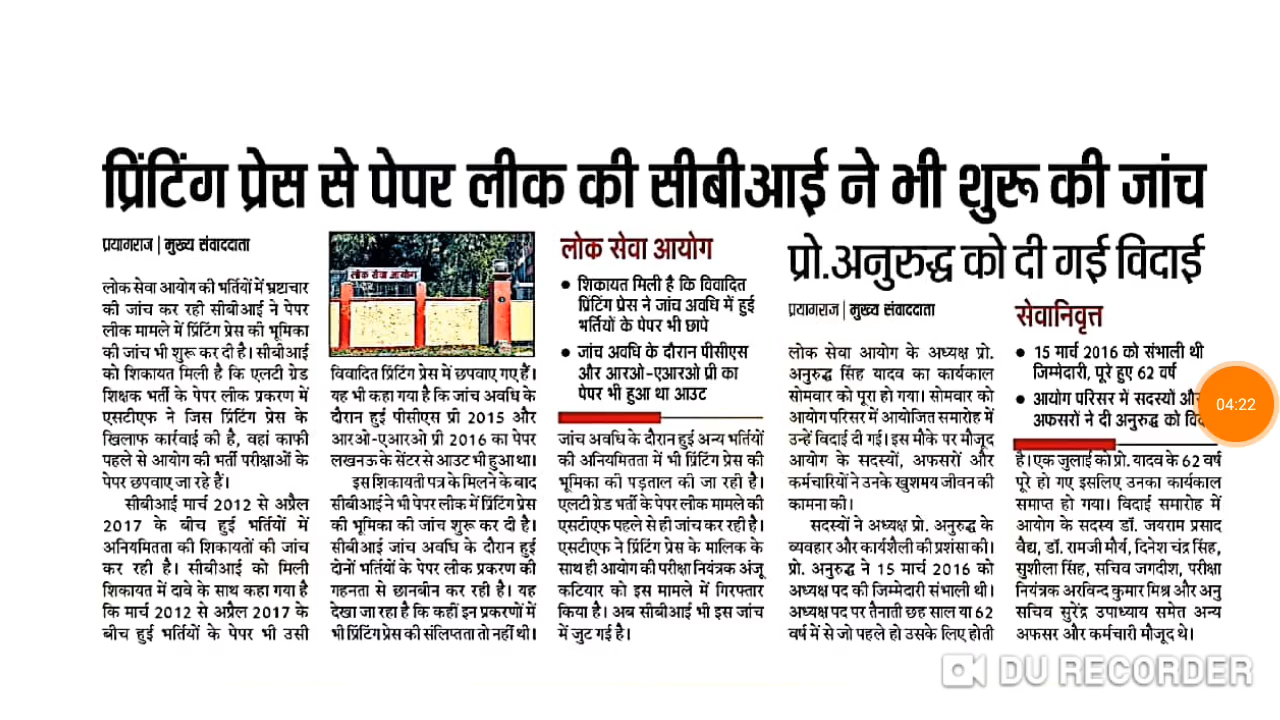 प्रिंटिंग प्रेस से पेपर लीक की सीबीआई ने भी शुरू की जांच
प्रयागराज | मुख्य संवाददाता
लोक सेवा आयोग की भर्तियों में भ्रष्टाचार
की जांच कर रही सीबीआई ने पेपर
लीक मामले में प्रिंटिंग प्रेस की भूमिका
की जांच भी शुरू कर दी है। सीबीआई
को शिकायत मिली है कि एलटी ग्रेड
शिक्षक भर्ती के पेपर लीक प्रकरण में
एसटीएफ ने जिस प्रिंटिंग प्रेस के
खिलाफ कार्रवाई की है, वहां काफी
पहले से आयोग की भर्ती परीक्षाओं के
पेपर छपवाए जा रहे हैं।
सीबीआई मार्च 2012 से अप्रैल
2017 के बीच हुई भर्तियों में
अनियमितता की शिकायतों की जांच
कर रही है। सीबीआई को मिली
शिकायत में दावे के साथ कहा गया है
कि मार्च 2012 से अप्रैल 2017 के
बीच हुई भर्तियों के पेपर भी उसी
लोक सेवा आयोग
विवादित प्रिंटिंग प्रेस में छपवाए गए हैं।
यह भी कहा गया है कि जांच अवधि के
दौरान हुई पीसीएस प्री 2015 और
आरओ-एआरओ प्री 2016 का पेपर
लखनऊ के सेंटर से आउट भी हुआ था।
इस शिकायती पत्र के मिलने के बाद
सीबीआई ने भी पेपर लीक में प्रिंटिंग प्रेस
की भूमिका की जांच शुरू कर दी है।
सीबीआई जांच अवधि के दौरान हुई
दोनों भर्तियों के पेपर लीक प्रकरण की
गहनता से छानबीन कर रही है। यह
देखा जा रहा है कि कहीं इन प्रकरणों में
भी प्रिंटिंग प्रेस की संलिप्तता तो नहीं थी।
लोक सेवा आयोग
● शिकायत मिली है कि विवादित
प्रिंटिंग प्रेस ने जांच अवधि में हुई
भर्तियों के पेपर भी छापे
● जांच अवधि के दौरान पीसीएस
और आरओ-एआरओ प्री का
पेपर भी हुआ था आउट
जांच अवधि के दौरान हुई अन्य भर्तियों
की अनियमितता में भी प्रिंटिंग प्रेस की
भूमिका की पड़ताल की जा रही है।
एलटी ग्रेड भर्ती के पेपर लीक मामले की
एसटीएफ पहले से ही जांच कर रही है।
एसटीएफ ने प्रिंटिंग प्रेस के मालिक के
साथ ही आयोग की परीक्षा नियंत्रक अंजू
कटियार को इस मामले में गिरफ्तार
किया है। अब सीबीआई भी इस जांच
में जुट गई है।
प्रो.अनुरुद्ध को दी गई विदाई
प्रयागराज | मुख्य संवाददाता
लोक सेवा आयोग के अध्यक्ष प्रो.
अनुरुद्ध सिंह यादव का कार्यकाल
सोमवार को पूरा हो गया। सोमवार को
आयोग परिसर में आयोजित समारोह में
उन्हें विदाई दी गई। इस मौके पर मौजूद
आयोग के सदस्यों, अफसरों और
कर्मचारियों ने उनके खुशमय जीवन की
कामना की।
सदस्यों ने अध्यक्ष प्रो. अनुरुद्ध के
व्यवहार और कार्यशैली की प्रशंसा की।
प्रो. अनुरुद्ध ने 15 मार्च 2016 को
अध्यक्ष पद की जिम्मेदारी संभाली थी।
अध्यक्ष पद पर तैनाती छह साल या 62
वर्ष में से जो पहले हो उसके लिए होती
सेवानिवृत्त
● 15 मार्च 2016 को संभाली थी
जिम्मेदारी, पूरे हुए 62 वर्ष
● आयोग परिसर में सदस्यों
अफसरों ने दी अनुरुद्ध को
04:22
है। एक जुलाई को प्रो. यादव के 62 वर्ष
पूरे हो गए इसलिए उनका कार्यकाल
समाप्त हो गया। विदाई समारोह में
आयोग के सदस्य डॉ. जयराम प्रसाद
वैद्य, डॉ. रामजी मौर्य, दिनेश चंद्र सिंह,
सुशीला सिंह, सचिव जगदीश, परीक्षा
नियंत्रक अरविन्द कुमार मिश्र और अनु
सचिव सुरेंद्र उपाध्याय समेत अन्य
अफसर और कर्मचारी मौजूद थे।
DU RECORDER